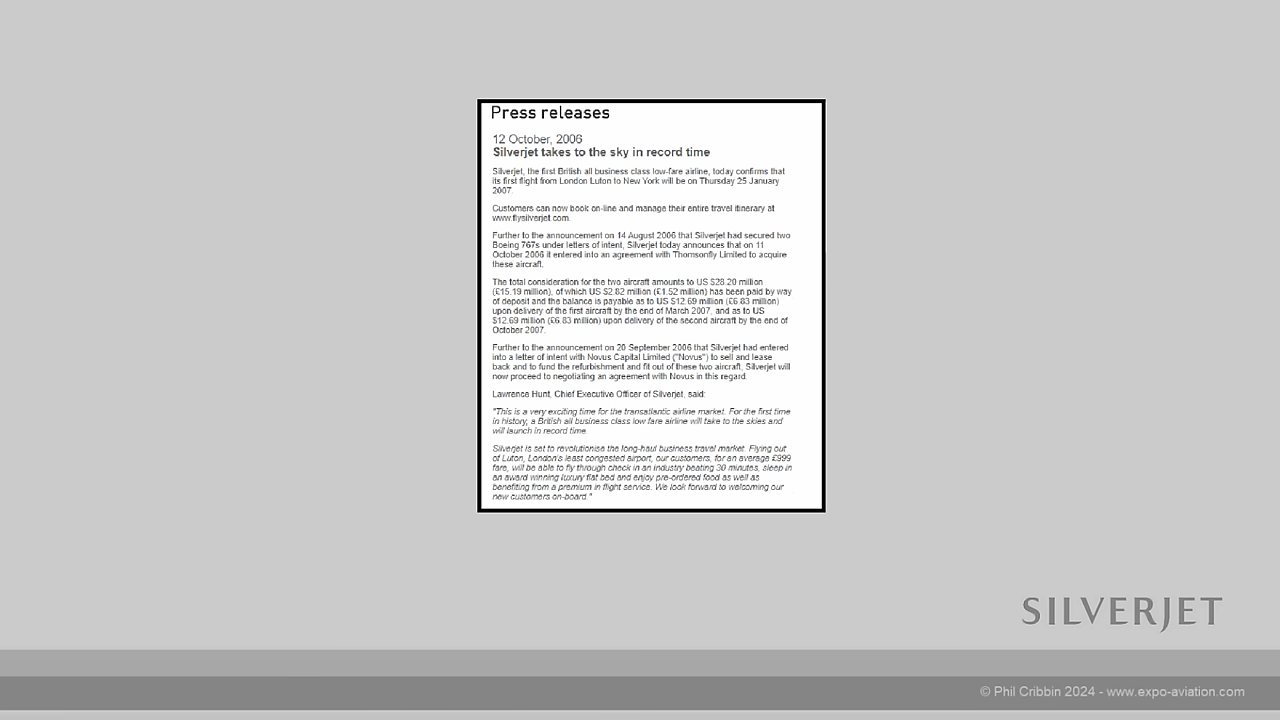 Press releases
12 October, 2006
Silverjet takes to the sky in record time
Silverjet, the first British all business class low-fare airline, today confirms that
its first flight from London Luton to New York will be on Thursday 25 January
2007.
Customers can now book on-line and manage their entire travel itinerary at
www.flysilverjet.com.
Further to the announcement on 14 August 2006 that Silverjet had secured two
Boeing 767s under letters of intent, Silverjet today announces that on 11
October 2006 it entered into an agreement with Thomsonfly Limited to acquire
these aircraft.
The total consideration for the two aircraft amounts to US $28.20 million
(£15.19 million), of which US $2.82 million (£1.52 million) has been paid by way
of deposit and the balance is payable as to US $12.69 million (£6.83 million)
upon delivery of the first aircraft by the end of March 2007, and as to US
$12.69 million (£6.83 million) upon delivery of the second aircraft by the end of
October 2007.
Further to the announcement on 20 September 2006 that Silverjet had entered
into a letter of intent with Novus Capital Limited ("Novus") to sell and lease
back and to fund the refurbishment and fit out of these two aircraft, Silverjet will
now proceed to negotiating an agreement with Novus in this regard.
Lawrence Hunt, Chief Executive Officer of Silverjet, said:
"This is a very exciting time for the transatlantic airline market. For the first time
in history, a British all business class low fare airline will take to the skies and
will launch in record time.
Silverjet is set to revolutionise the long-haul business travel market. Flying out
of Luton, London's least congested airport, our customers, for an average £999
fare, will be able to fly through check in an industry beating 30 minutes, sleep in
an award winning luxury flat bed and enjoy pre-ordered food as well as
benefiting from a premium in flight service. We look forward to welcoming our
new customers on-board."
SILVERJET
© Phil Cribbin 2024 - www.expo-aviation.com